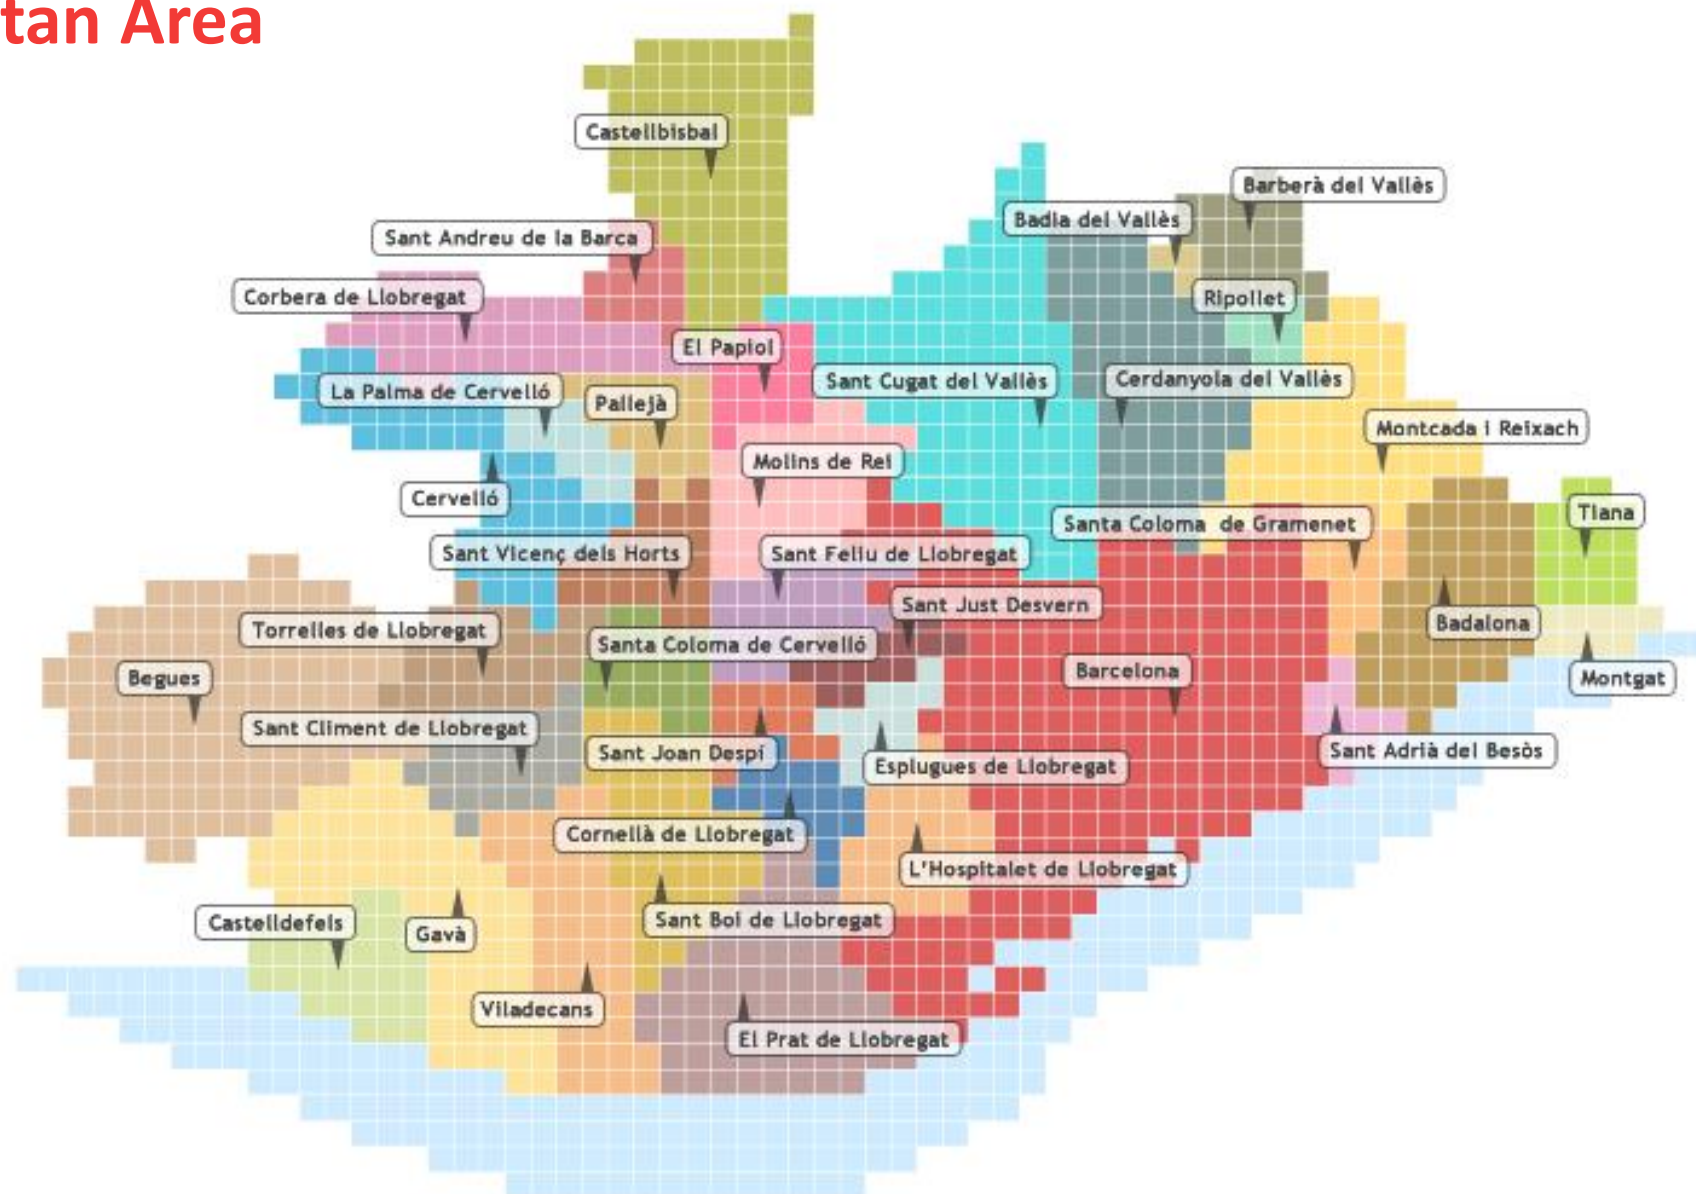 tan Area
Castellbisbal
Barberà del Vallès
Badia del Vallès
Sant Andreu de la Barca
Corbera de Llobregat
Ripollet
El Papiol
Sant Cugat del Vallès
Cerdanyola del Vallès
La Palma de Cervelló
Pallejà
Montcada i Reixach
Molins de Rei
Cervelló
Tiana
Santa Coloma de Gramenet
Sant Vicenç dels Horts
Sant Feliu de Llobregat
Sant Just Desvern
Badalona
Torrelles de Llobregat
Santa Coloma de Cervelló
Barcelona
Begues
Montgat
Sant Climent de Llobregat
Sant Joan Despí
Sant Adrià del Besòs
Esplugues de Llobregat
Cornellà de Llobregat
L'Hospitalet de Llobregat
Castelldefels
Gavà
Sant Boi de Llobregat
Viladecans
El Prat de Llobregat